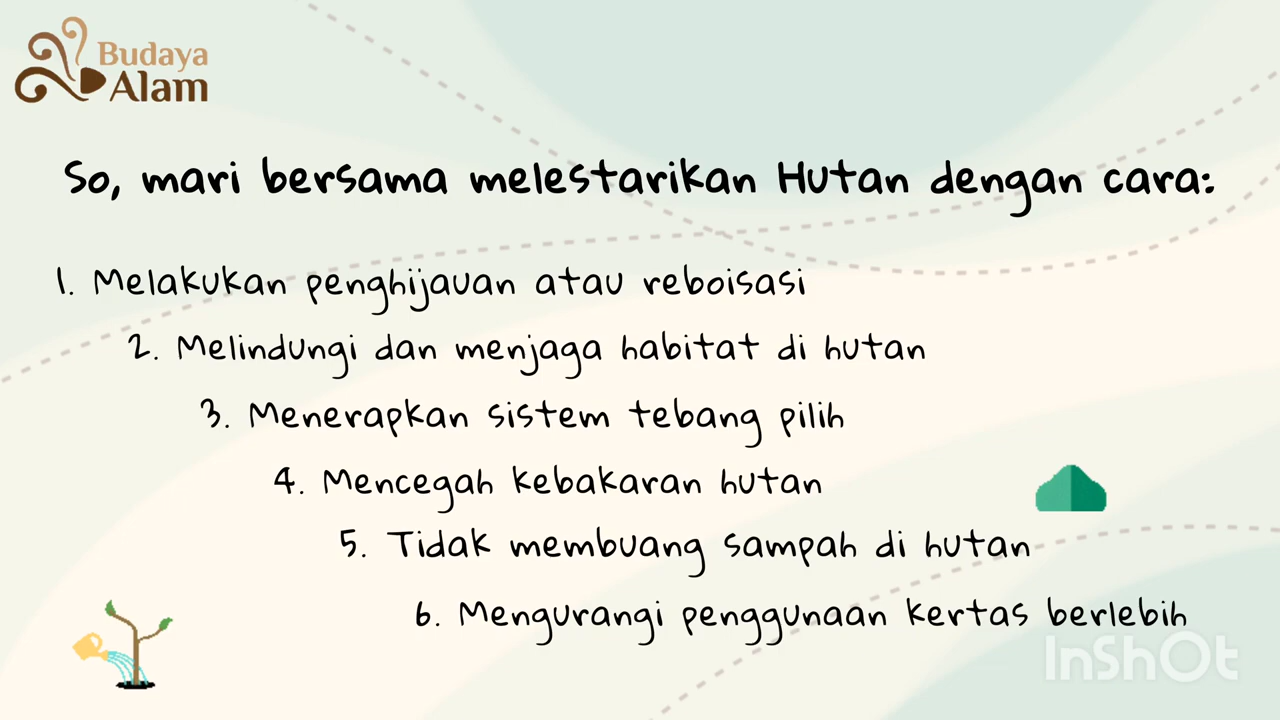 Budaya
Alam
So, mari bersama melestarikan Hutan dengan cara:
1. Melakukan penghijauan atau reboisasi
2. Melindungi dan menjaga habitat di hutan
3. Menerapkan sistem tebang pilih
4. Mencegah kebakaran hutan
5. Tidak membuang sampah di hutan
6. Mengurangi penggunaan kertas berlebih
InShOt